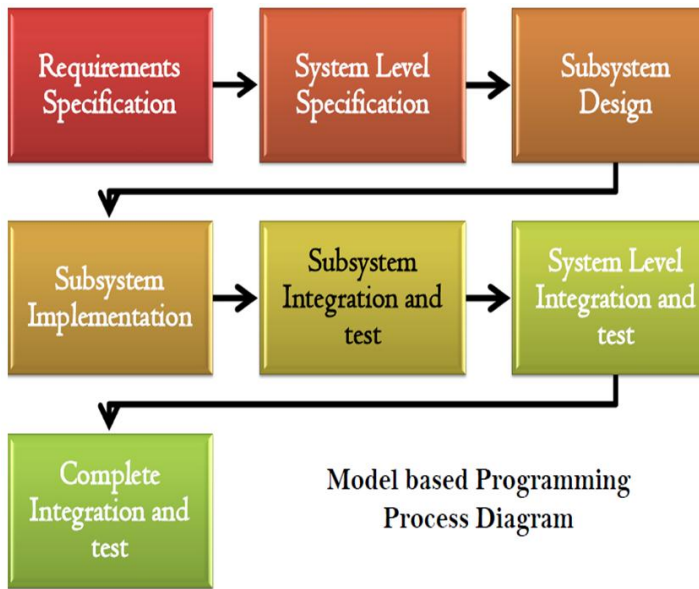 Requirements
Specification
System Level
Specification
Subsystem
Design
Subsystem
Implementation
Subsystem
Integration and
test
System Level
Integration and
test
Complete
Integration and
test
Model based Programming
Process Diagram